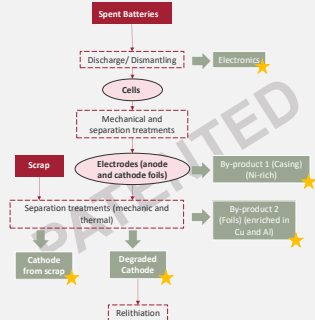 Spent Batteries
Discharge/ Dismantling
Electronics
Cells
Mechanical and
separation treatments
Scrap
Electrodes (anode
and cathode foils)
By-product 1 (Casing)
(Ni-rich)
Separation treatments (mechanic and
thermal)
By-product 2
(Foils) (enriched in
Cu and Al)
Cathode
from scrap
Degraded
Cathode
Relithiation
PATENTED